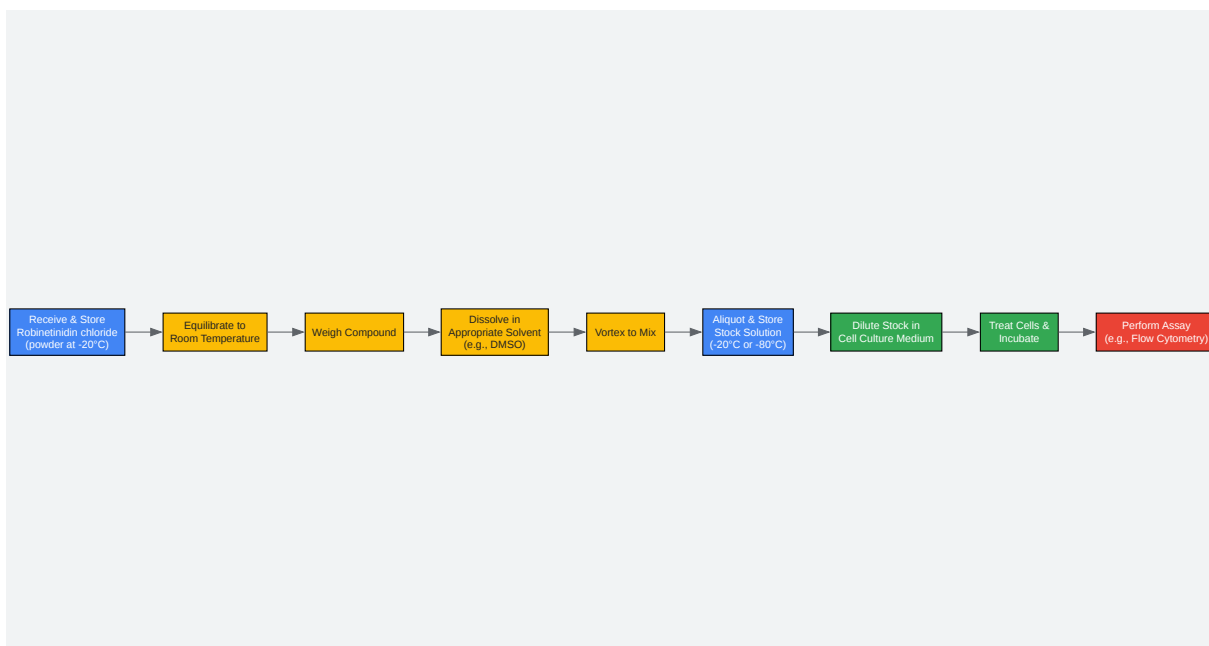 Receive & Store
Robinetinidin chloride
(powder at -20°C)
Equilibrate to
Room Temperature
Weigh Compound
Dissolve in
Appropriate Solvent
(e.g., DMSO)
Vortex to Mix
Aliquot & Store
Stock Solution
(-20°C or -80°C)
Dilute Stock in
Cell Culture Medium
Treat Cells &
Incubate
Perform Assay
(e.g., Flow Cytometry)